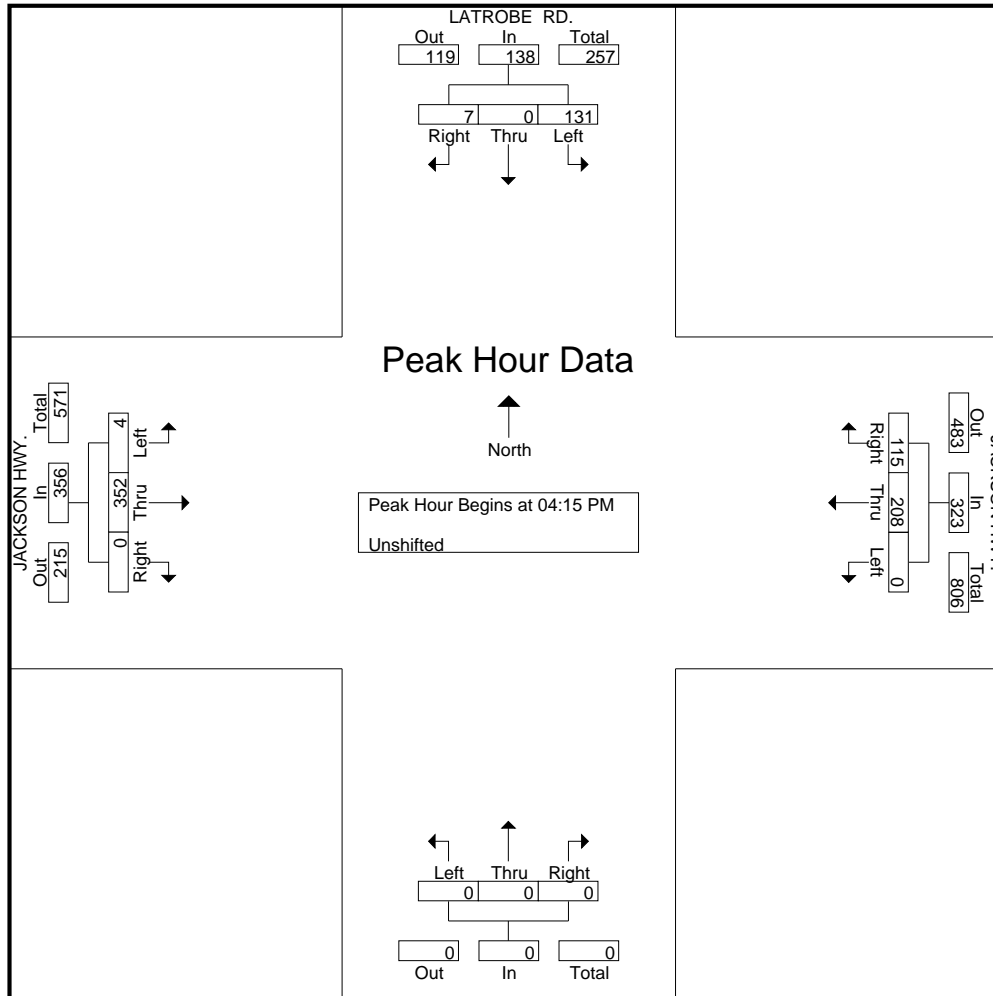 LATROBE RD.
Out In Total
119 138 257
7 0 131
Right Thru Left
Peak Hour Data
North
Peak Hour Begins at 04:15 PM
Unshifted
JACKSON HWY.
Total In Out
571 356 215
4 352 0
Left Thru Right
Right Thru Left
115 208 0
483 323 806
Out In Total
Left Thru Right
0 0 0
0 0 0
Out In Total